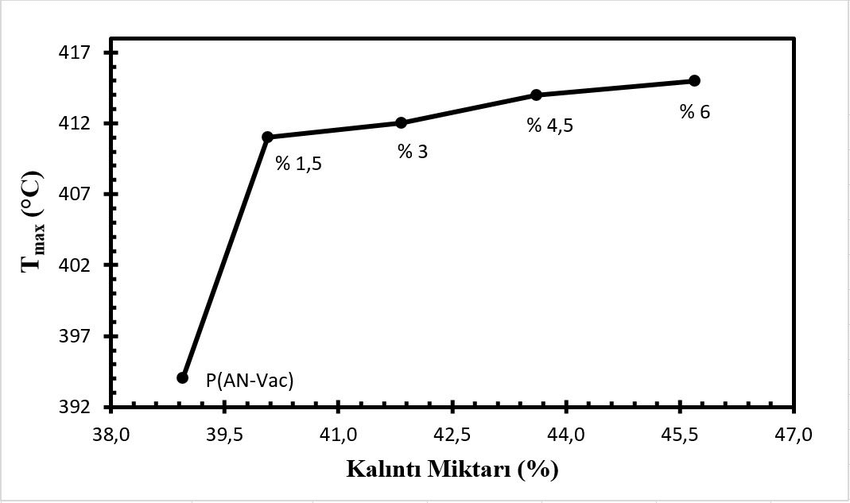 417
412
407
402
397
392
T max (°C)
% 1,5
% 3
% 4,5
% 6
P(AN-Vac)
38,0 39,5 41,0 42,5 44,0 45,5 47,0
Kalıntı Miktarı (%)